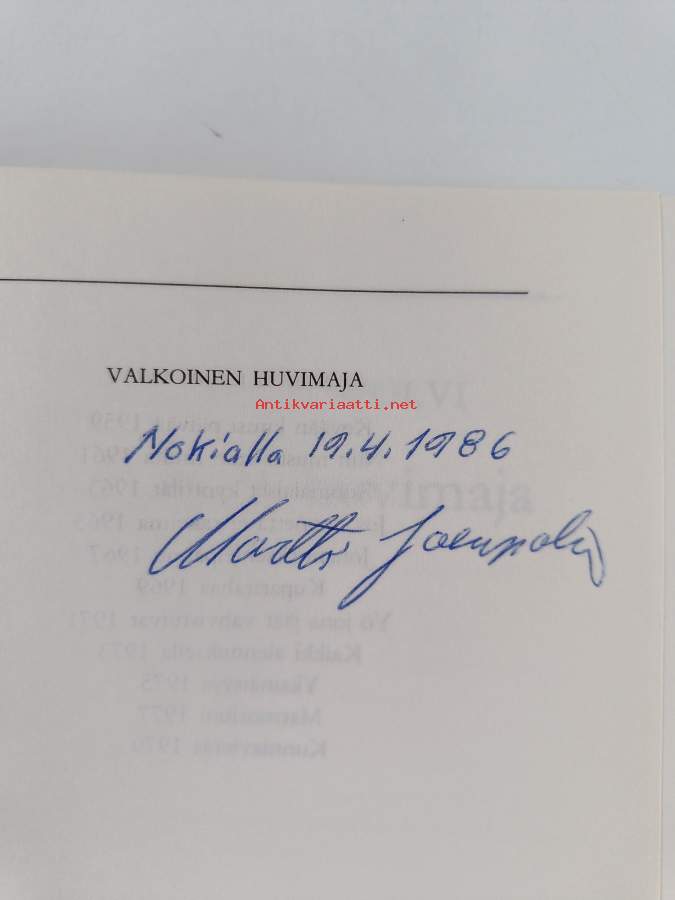 VALKOINEN HUVIMAJA
Antikvariaatti.net
Nokialla 19.4.1986
Martti Joenpolvi